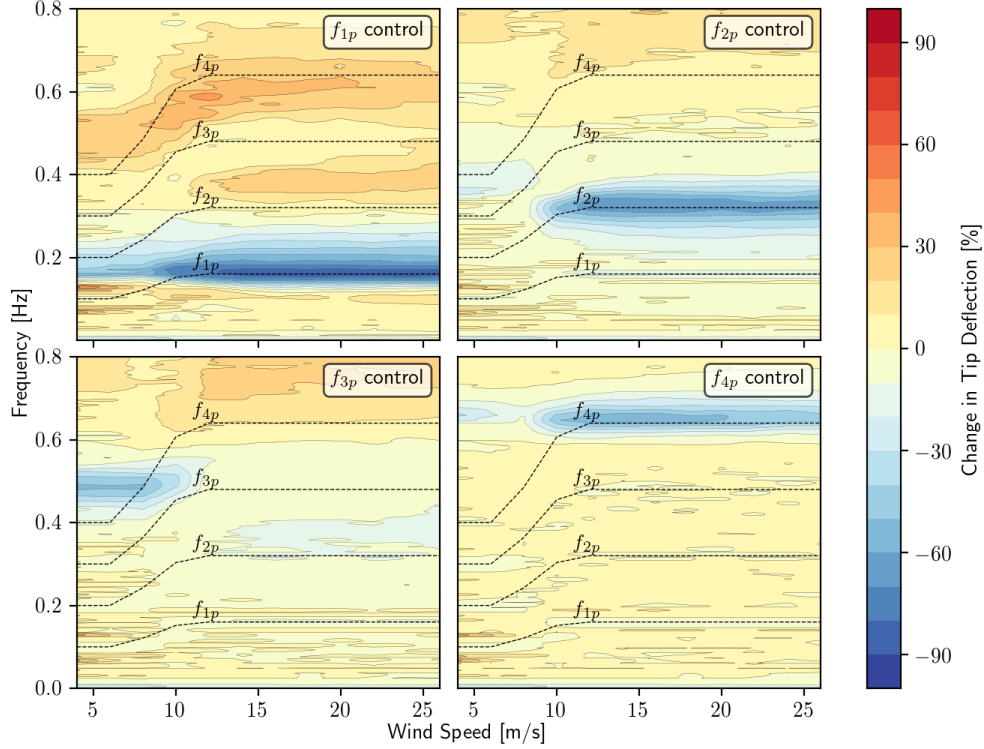 0.8
0.6
0.4
0.2
f1p control
f4p
f3p
f2p
f1p
f2p control
f4p
f3p
f2p
f1p
0.8
0.6
0.4
0.2
0.0
f3p control
f4p
f3p
f2p
f1p
f4p control
f4p
f3p
f2p
f1p
5 10 15 20 25
5 10 15 20 25
Frequency [Hz]
Wind Speed [m/s]
90
60
30
0
−30
−60
−90
Change in Tip Deflection [%]